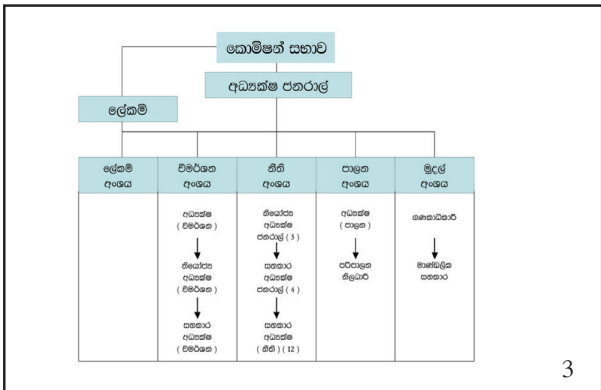 කොමිෂන් සභාව
අධ්‍යක්ෂ ජනරාල්
ලේකම්
ලේකම්
අංශය
විමර්ශන
අංශය
නීති
අංශය
පාලන
අංශය
මුදල්
අංශය
අධ්‍යක්ෂ
( විමර්ශන )
නියෝජ්‍ය
අධ්‍යක්ෂ
( විමර්ශන )
සහකාර
අධ්‍යක්ෂ
( විමර්ශන )
නියෝජ්‍ය
අධ්‍යක්ෂ
ජනරාල් ( 3 )
සහකාර
අධ්‍යක්ෂ
ජනරාල් ( 4 )
සහකාර
අධ්‍යක්ෂ
( නීති ) ( 12 )
අධ්‍යක්ෂ
( පාලන )
පරිපාලන
නිලධාරි
ගණකාධිකාරී
මාණ්ඩලික
සහකාර
3